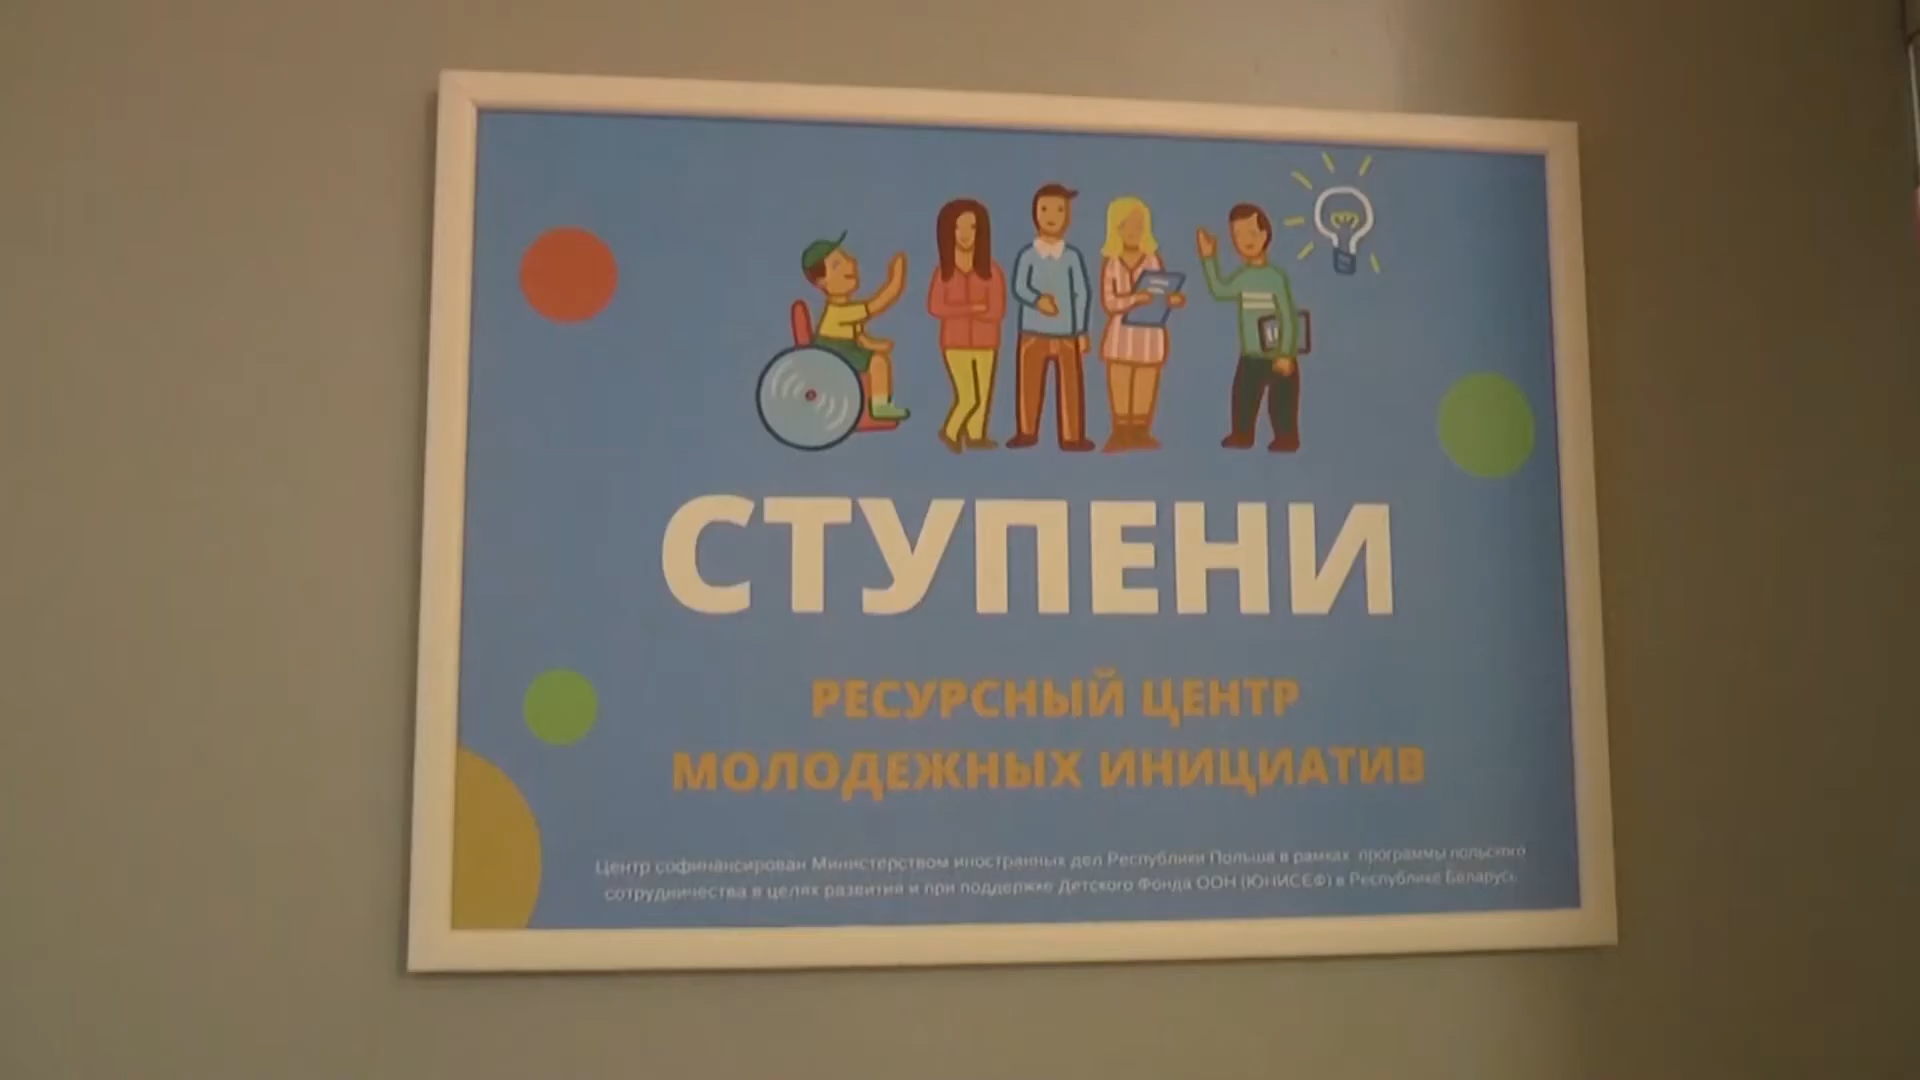 СТУПЕНИ
РЕСУРСНЫЙ ЦЕНТР
МОЛОДЕЖНЫХ ИНИЦИАТИВ
Центр софинансирован Министерством иностранных дел Республики Польша в рамках программы польского
сотрудничества в целях развития и при поддержке Детского Фонда ООН (ЮНИСЕФ) в Республике Беларусь